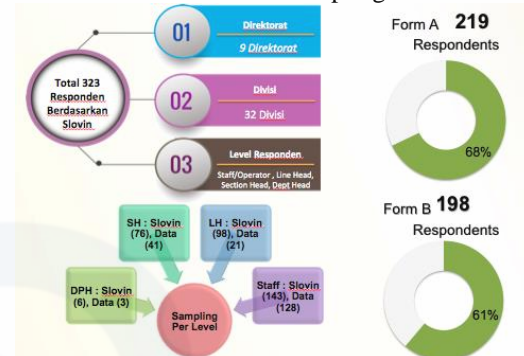 01
Direktorat
9 Direktorat
Total 323
Responden
Berdasarkan
Slovin
02
Divisi
32 Divisi
03
Level Responden
Staff/Operator , Line Head,
Section Head, Dept Head
Form A 219
Respondents
68%
Form B 198
Respondents
61%
SH : Slovin
(76), Data
(41)
LH : Slovin
(98), Data
(21)
DPH : Slovin
(6), Data (3)
Staff : Slovin
(143), Data
(128)
Sampling
Per Level